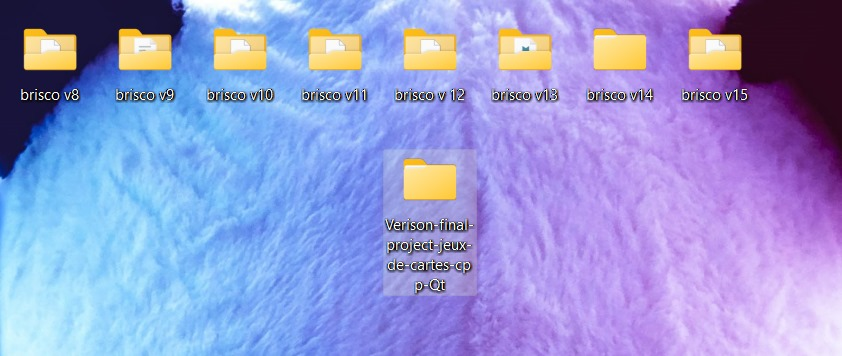 brisco v8
brisco v9
brisco v10
brisco v11
brisco v 12
brisco v13
brisco v14
brisco v15
Verison-final-
project-jeux-
de-cartes-cp
p-Qt